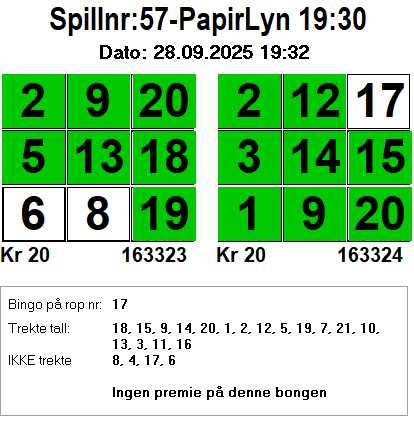 Spillnr:57-PapirLyn 19:30
Dato: 28.09.2025 19:32
2 9 20 2 12 17
5 13 18 3 14 15
6 8 19 1 9 20
Kr 20 163323 Kr 20 163324
Bingo på rop nr: 17
Trekte tall: 18, 15, 9, 14, 20, 1, 2, 12, 5, 19, 7, 21, 10,
13, 3, 11, 16
IKKE trekte 8, 4, 17, 6
Ingen premie på denne bongen